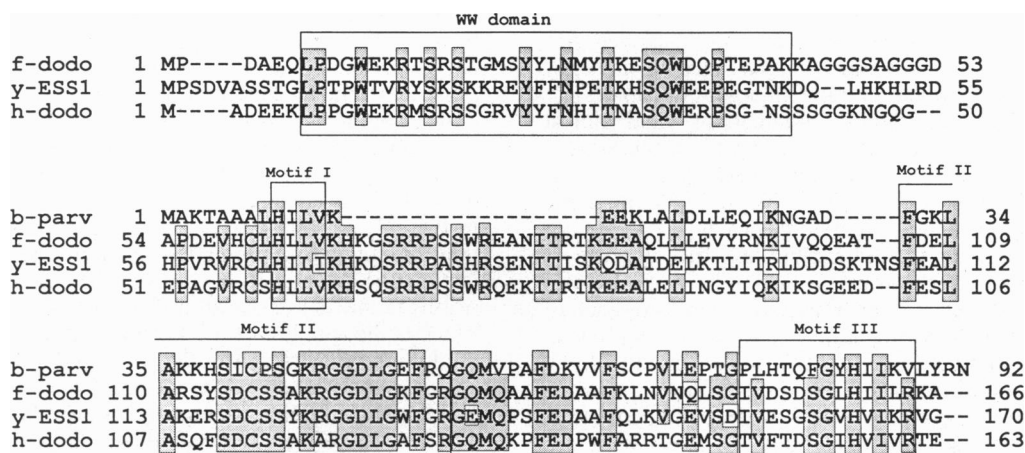 WW domain
f-dodo 1 MP----DAEQLPDGWEKRTSRSTGMSYYLNMYTKESQWDQPTEPAKKAGGGSAGGGD 53
y-ESS1 1 MPSDVASSTGLPTPWTVRYSKSKKREYFFNPETKHSQWEEPEGTNKDQ--LHKHLRD 55
h-dodo 1 M----ADEEKLPPGWEKRMSRSSGRVYYFNHITNASQWERPSG-NSSSGGKNGQG-- 50
Motif I Motif II
b-parv 1 MAKTAAALHILVK------------------EEKLALDLLEQIKNGAD-----FGKL 34
f-dodo 54 APDEVHCLHLLVKHKGSRRPSSWREANITRTKEEAQLLLEVYRNKIVQQEAT--FDEL 109
y-ESS1 56 HPVRVRCLHILIKHKDSRRPASHRSENITISKQDATDELKTLITRLDDDSKTNSFEAL 112
h-dodo 51 EPAGVRCSHLLVKHSQSRRPSSWRQEKITRTKEEALELINGYIQKIKSGEED--FESL 106
Motif II Motif III
b-parv 35 AKKHSICPSGKRGGDLGEFRQGQMVPAFDKVVFSCPVLEPTGPLHTQFGYHIIKVLYRN 92
f-dodo 110 ARSYSDCSSAKRGGDLGKFGRGQMQAAFEDAAFKLNVNQLSGIVDSDSGLHIILRKA-- 166
y-ESS1 113 AKERSDCSSYKRGGDLGWFGRGEMQPSFEDAAFQLKVGEVSDIVESGSGVHVIKRVG-- 170
h-dodo 107 ASQFSDCSSAKARGDLGAFSRGQMQKPFEDPWFARRTGEMSGTVFTDSGIHVIVRTE-- 163